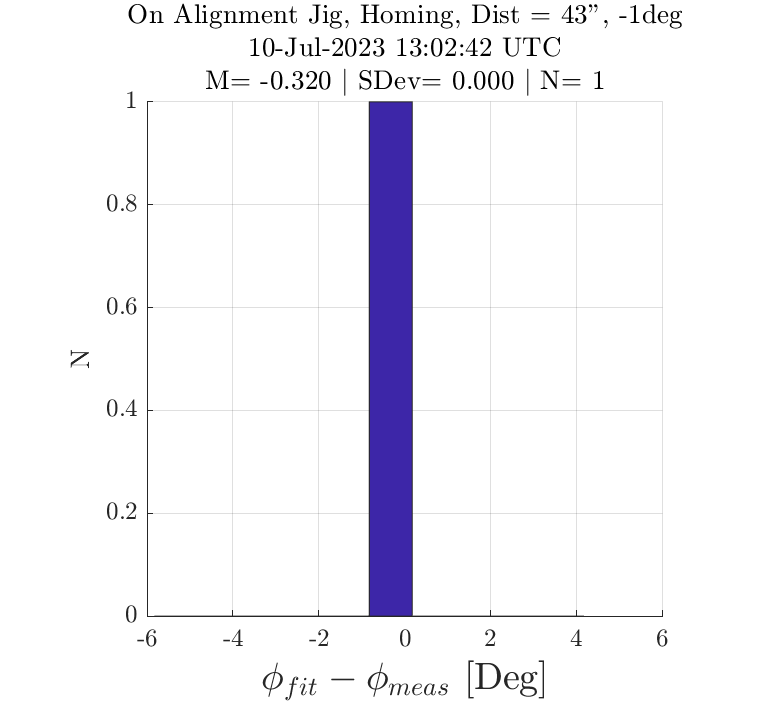 On Alignment Jig, Homing, Dist = 43”, -1deg
10-Jul-2023 13:02:42 UTC
M= -0.320 | SDev= 0.000 | N= 1
1
0.8
0.6
0.4
0.2
0
N
-6 -4 -2 0 2 4 6
ϕfit − ϕmeas [Deg]